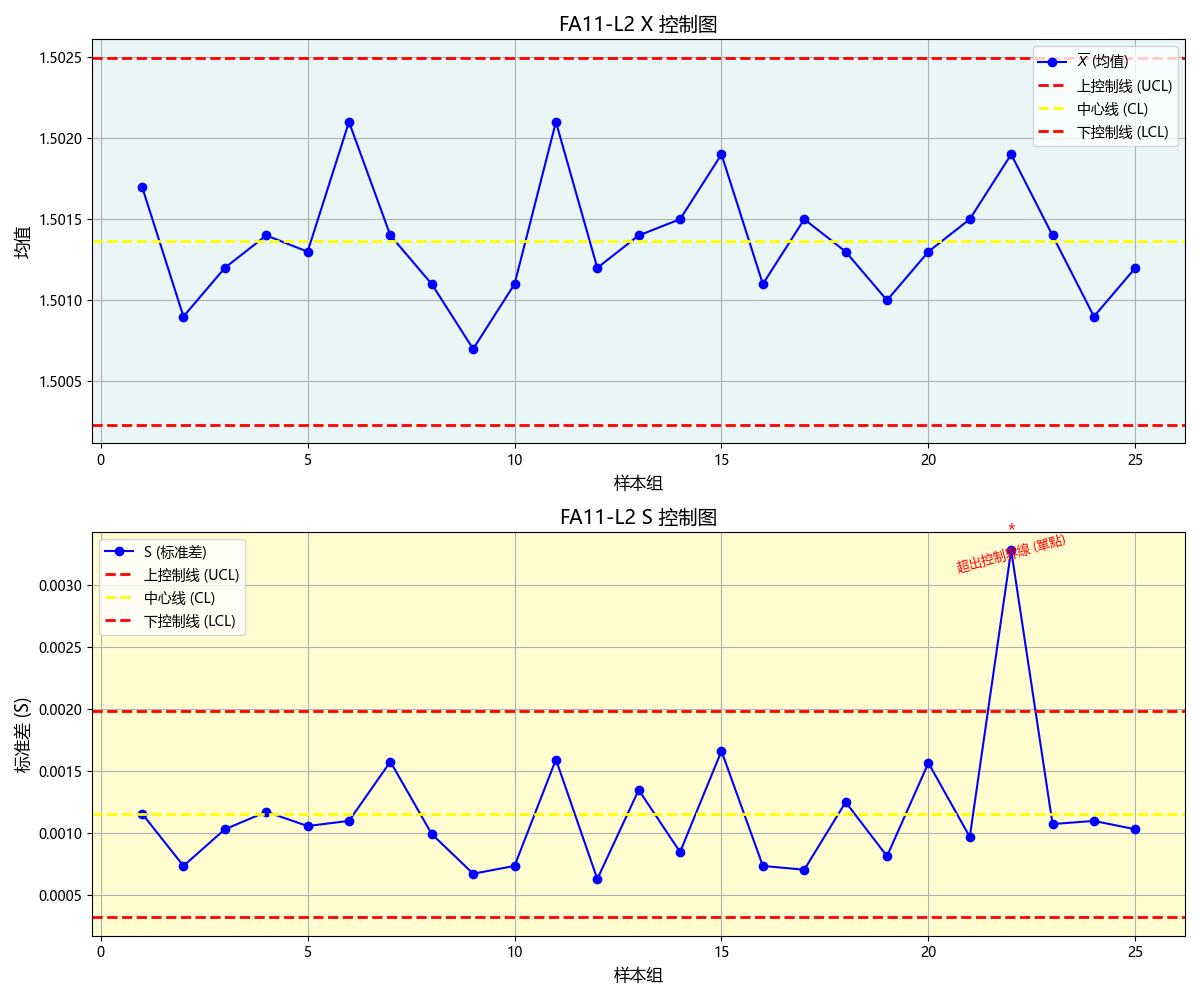 FA11-L2 X 控制图
均值
1.5025
1.5020
1.5015
1.5010
1.5005
X (均值)
上控制线 (UCL)
中心线 (CL)
下控制线 (LCL)
0 5 10 15 20 25
样本组
FA11-L2 S 控制图
标准差 (S)
0.0030
0.0025
0.0020
0.0015
0.0010
0.0005
S (标准差)
上控制线 (UCL)
中心线 (CL)
下控制线 (LCL)
*
超出控制界線 (單點)
0 5 10 15 20 25
样本组